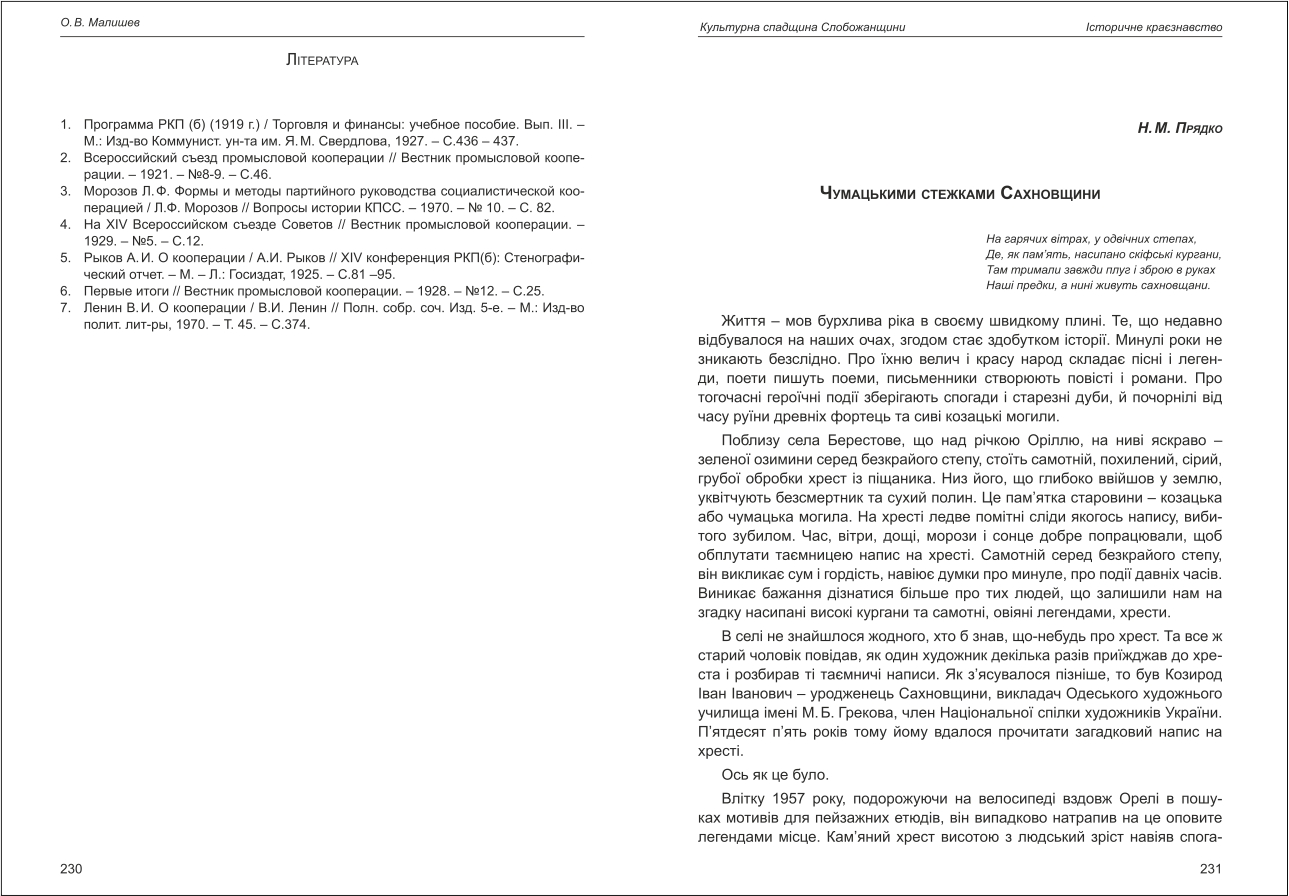 О. В. Малишев
Література
1. Программа РКП (б) (1919 г.) / Торговля и финансы: учебное пособие. Вып. III. –
М.: Изд-во Коммунист. ун-та им. Я. М. Свердлова, 1927. – С.436 – 437.
2. Всероссийский съезд промысловой кооперации // Вестник промысловой коопе-
рации. – 1921. – №8-9. – С.46.
3. Морозов Л. Ф. Формы и методы партийного руководства социалистической коо-
перацией / Л.Ф. Морозов // Вопросы истории КПСС. – 1970. – № 10. – С. 82.
4. На XIV Всероссийском съезде Советов // Вестник промысловой кооперации. –
1929. – №5. – С.12.
5. Рыков А. И. О кооперации / А.И. Рыков // XIV конференция РКП(б): Стенографи-
ческий отчет. – М. – Л.: Госиздат, 1925. – С.81 –95.
6. Первые итоги // Вестник промысловой кооперации. – 1928. – №12. – С.25.
7. Ленин В. И. О кооперации / В.И. Ленин // Полн. собр. соч. Изд. 5-е. – М.: Изд-во
полит. лит-ры, 1970. – Т. 45. – С.374.
230
Культурна спадщина Слобожанщини Історичне краєзнавство
Н. М. Прядко
Чумацькими стежками Сахновщини
На гарячих вітрах, у одвічних степах,
Де, як пам’ять, насипано скіфські кургани,
Там тримали завжди плуг і зброю в руках
Наші предки, а нині живуть сахновщани.
Життя – мов бурхлива ріка в своєму швидкому плині. Те, що недавно
відбувалося на наших очах, згодом стає здобутком історії. Минулі роки не
зникають безслідно. Про їхню велич і красу народ складає пісні і леген-
ди, поети пишуть поеми, письменники створюють повісті і романи. Про
тогочасні героїчні події зберігають спогади і старезні дуби, й почорнілі від
часу руїни древніх фортець та сиві козацькі могили.
Поблизу села Берестове, що над річкою Оріллю, на ниві яскраво –
зеленої озимини серед безкрайого степу, стоїть самотній, похилений, сірий,
грубої обробки хрест із піщаника. Низ його, що глибоко ввійшов у землю,
уквітчують безсмертник та сухий полин. Це пам’ятка старовини – козацька
або чумацька могила. На хресті ледве помітні сліди якогось напису, виби-
того зубилом. Час, вітри, дощі, морози і сонце добре попрацювали, щоб
обплутати таємницею напис на хресті. Самотній серед безкрайого степу,
він викликає сум і гордість, навіює думки про минуле, про події давніх часів.
Виникає бажання дізнатися більше про тих людей, що залишили нам на
згадку насипані високі кургани та самотні, овіяні легендами, хрести.
В селі не знайшлося жодного, хто б знав, що-небудь про хрест. Та все ж
старий чоловік повідав, як один художник декілька разів приїжджав до хре-
ста і розбирав ті таємничі написи. Як з’ясувалося пізніше, то був Козирод
Іван Іванович – уродженець Сахновщини, викладач Одеського художнього
училища імені М. Б. Грекова, член Національної спілки художників України.
П’ятдесят п’ять років тому йому вдалося прочитати загадковий напис на
хресті.
Ось як це було.
Влітку 1957 року, подорожуючи на велосипеді вздовж Орелі в пошу-
ках мотивів для пейзажних етюдів, він випадково натрапив на це оповите
легендами місце. Кам’яний хрест висотою з людський зріст навіяв спога-
231